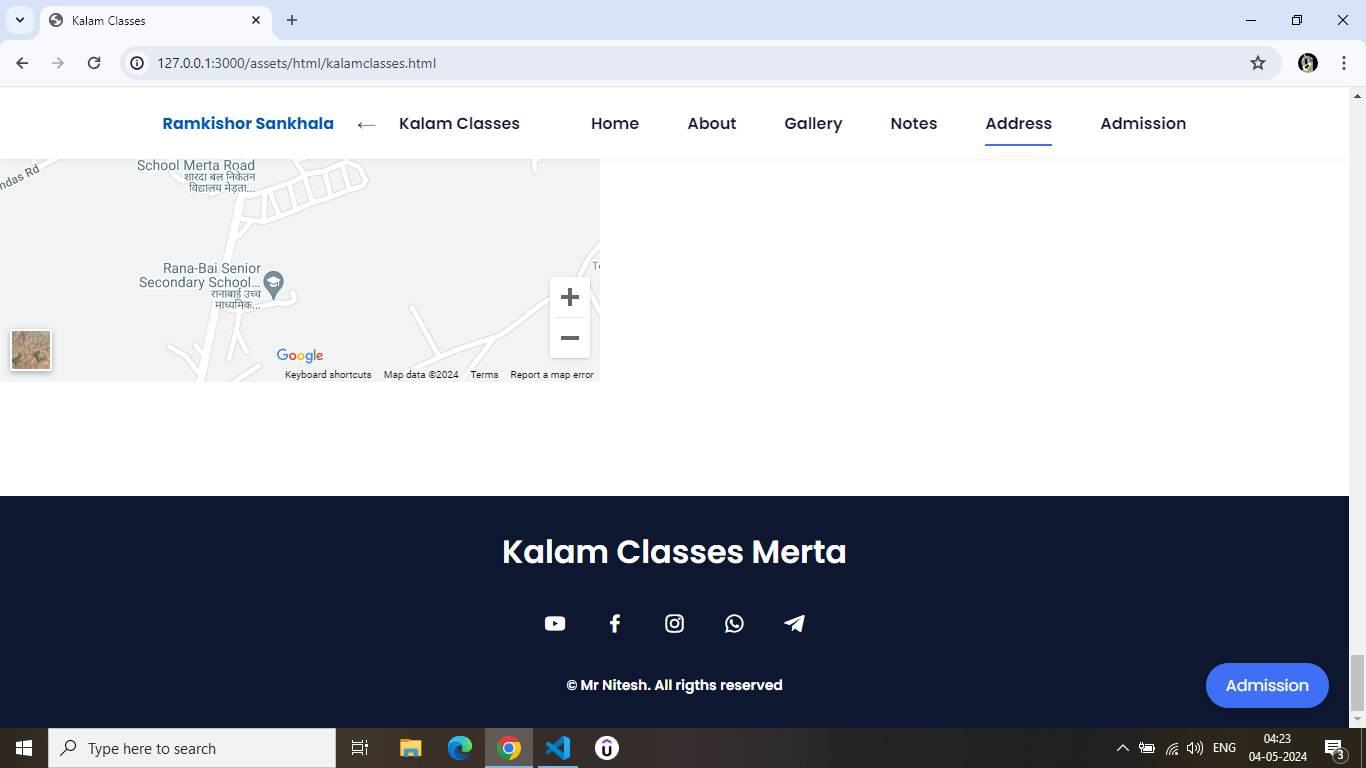 Kalam Classes
127.0.0.1:3000/assets/html/kalamclasses.html
Ramkishor Sankhala ← Kalam Classes Home About Gallery Notes Address Admission
School Merta Road
शारदा बल निकेतन
विद्यालय मेड़ता...
ndas Rd
Rana-Bai Senior
Secondary School...
रानाबाई उच्च
माध्यमिक...
Te
Google
Keyboard shortcuts Map data ©2024 Terms Report a map error
Kalam Classes Merta
© Mr Nitesh. All rigths reserved
Admission
Type here to search
ENG
04:23
04-05-2024
3